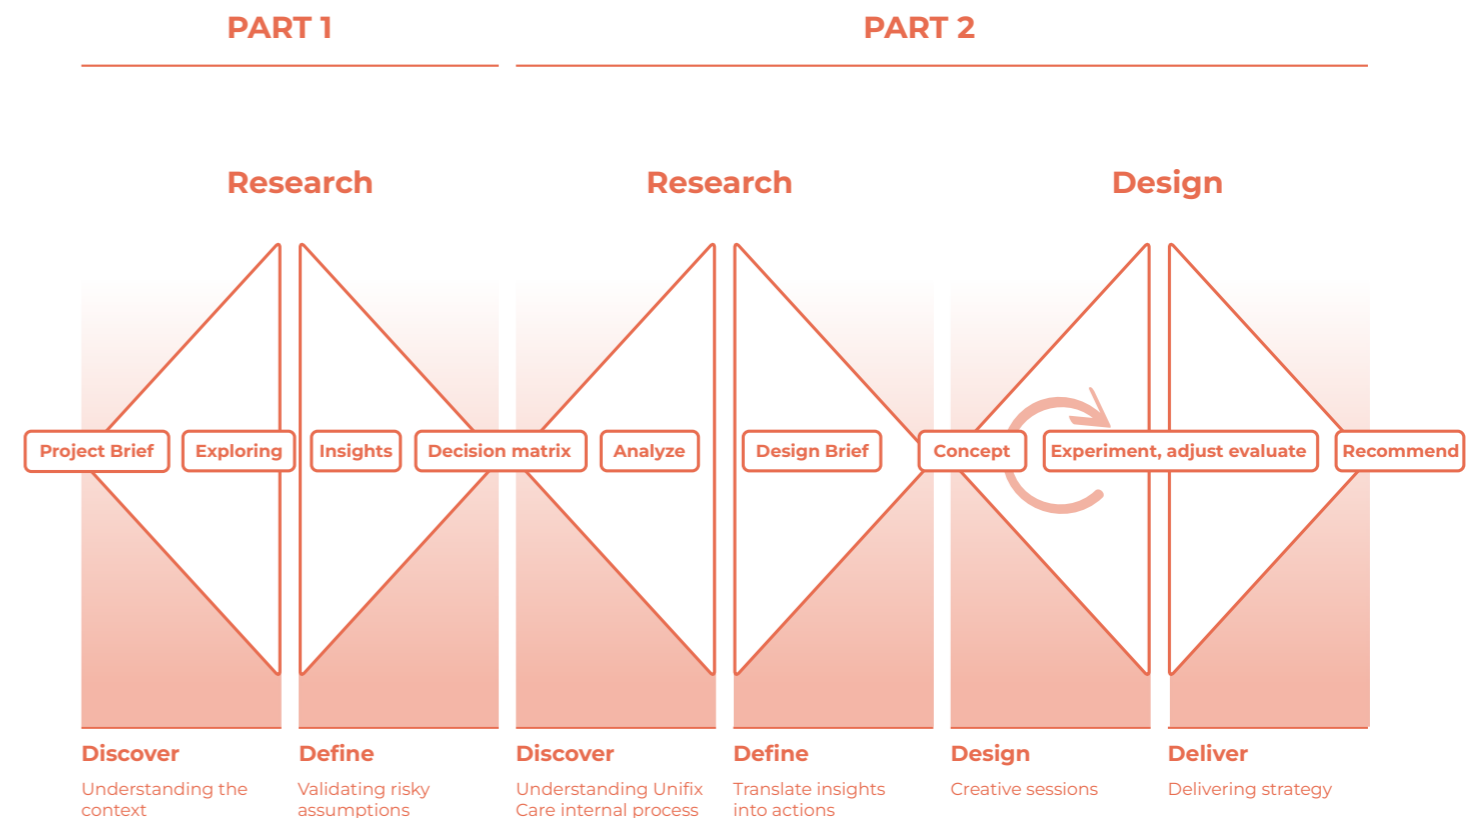 PART 1
PART 2
Research
Research
Design
Project Brief
Exploring
Insights
Decision matrix
Analyze
Design Brief
Concept
Experiment, adjust evaluate
Recommend
Discover
Understanding the
context
Define
Validating risky
assumptions
Discover
Understanding Unifix
Care internal process
Define
Translate insights
into actions
Design
Creative sessions
Deliver
Delivering strategy